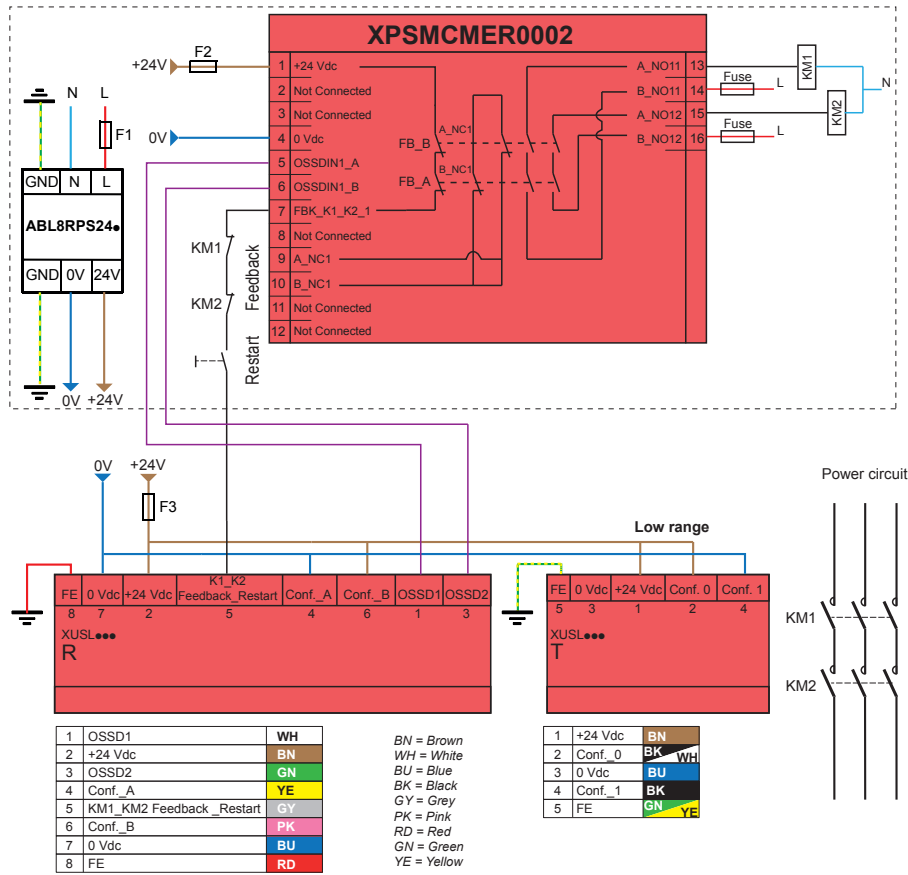 XPSMCMER0002
+24V F2
1 +24 Vdc
2 Not Connected
3 Not Connected
0V
4 0 Vdc
5 OSSDIN1_A
6 OSSDIN1_B
7 FBK_K1_K2_1
8 Not Connected
9 A_NC1
10 B_NC1
11 Not Connected
12 Not Connected
A_NC1
FB_B
B_NC1
FB_A
A_NO11 13
B_NO11 14
A_NO12 15
B_NO12 16
KM1
Fuse L
N
KM2
Fuse L
N L
F1
GND N L
ABL8RPS24●
GND 0V 24V
0V +24V
KM1
KM2
Feedback
Restart
0V +24V
F3
Low range
Power circuit
FE 0 Vdc +24 Vdc K1_K2 Feedback_Restart Conf._A Conf._B OSSD1 OSSD2
8 7 2 5 4 6 1 3
XUSL●●●
R
FE 0 Vdc +24 Vdc Conf. 0 Conf. 1
5 3 1 2 4
XUSL●●●
T
KM1
KM2
1 OSSD1 WH
2 +24 Vdc BN
3 OSSD2 GN
4 Conf._A YE
5 KM1_KM2 Feedback _Restart GY
6 Conf._B PK
7 0 Vdc BU
8 FE RD
BN = Brown
WH = White
BU = Blue
BK = Black
GY = Grey
PK = Pink
RD = Red
GN = Green
YE = Yellow
1 +24 Vdc BN
2 Conf._0 BK WH
3 0 Vdc BU
4 Conf._1 BK
5 FE GN YE